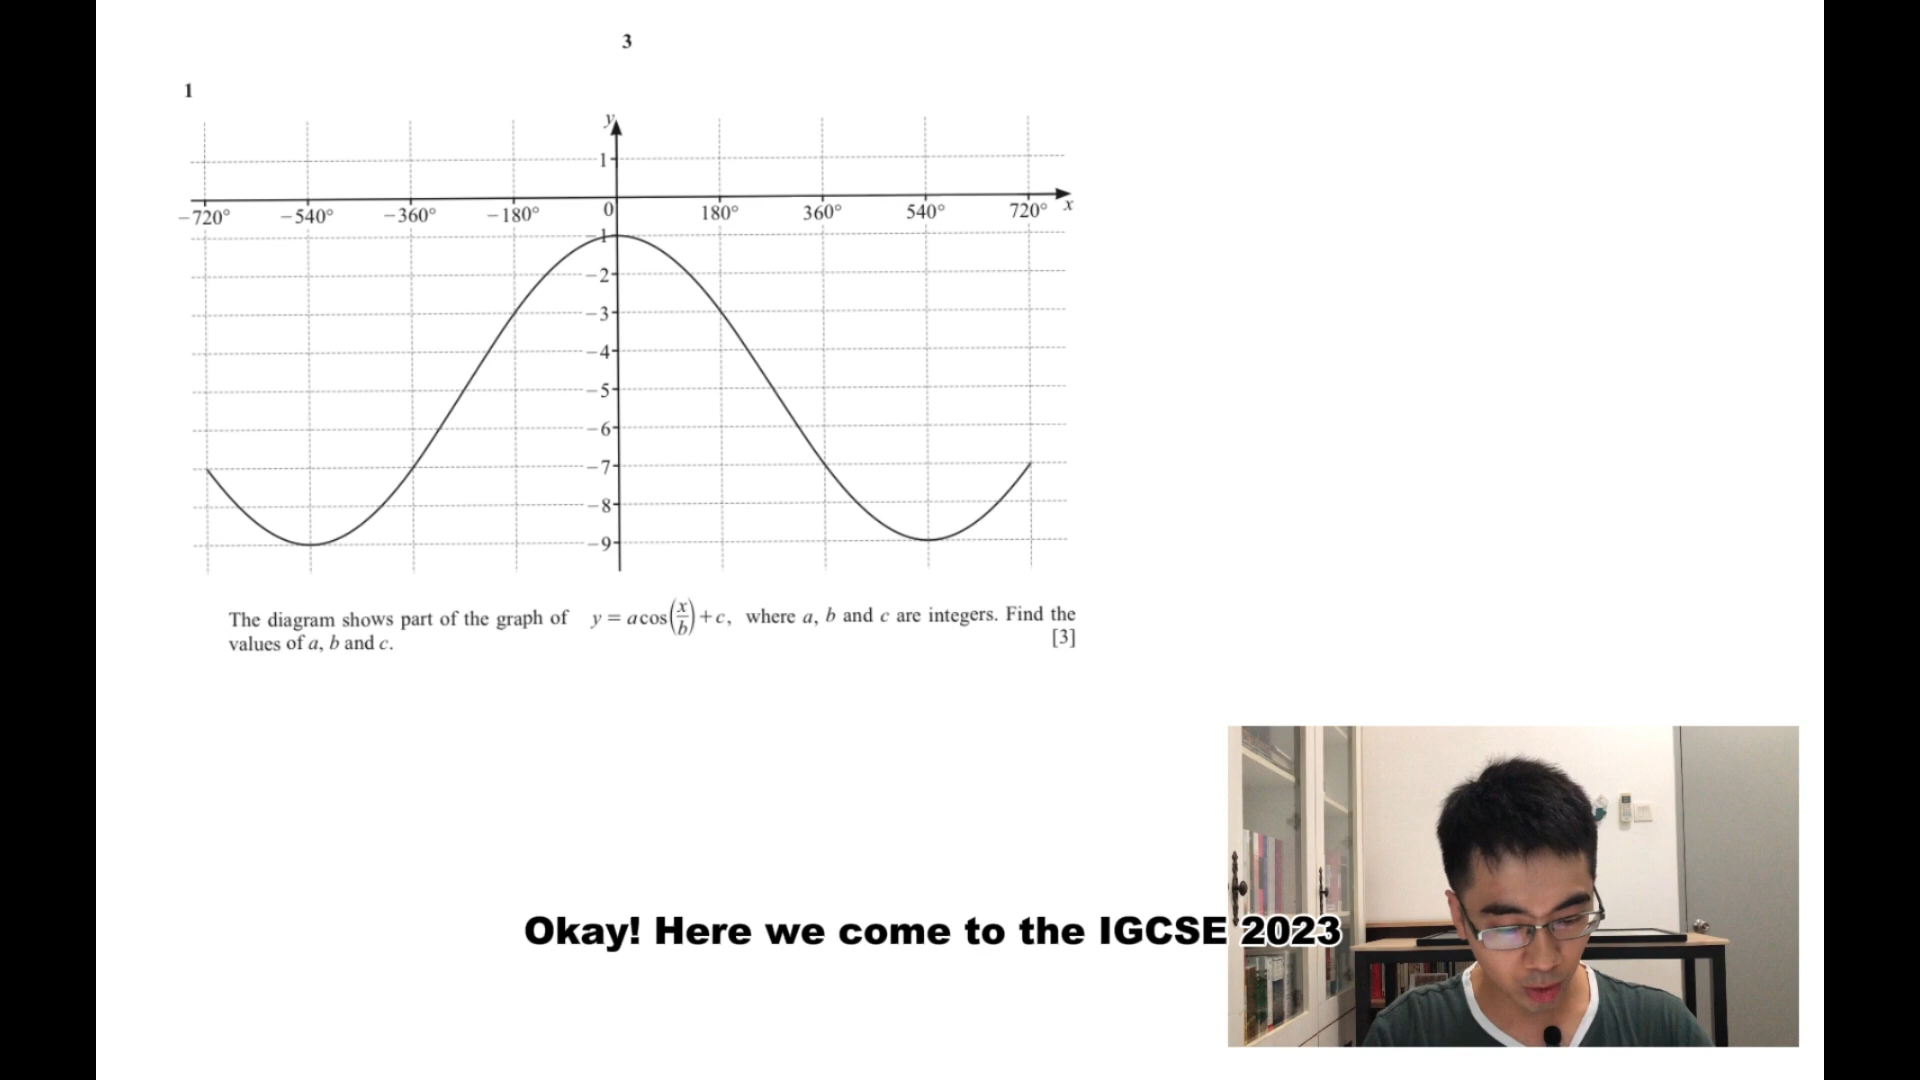 3
1
y
1
−720° −540° −360° −180° 0 180° 360° 540° 720° x
−1
−2
−3
−4
−5
−6
−7
−8
−9
The diagram shows part of the graph of y = a cos(x/b) + c, where a, b and c are integers. Find the
values of a, b and c. [3]
Okay! Here we come to the IGCSE 2023